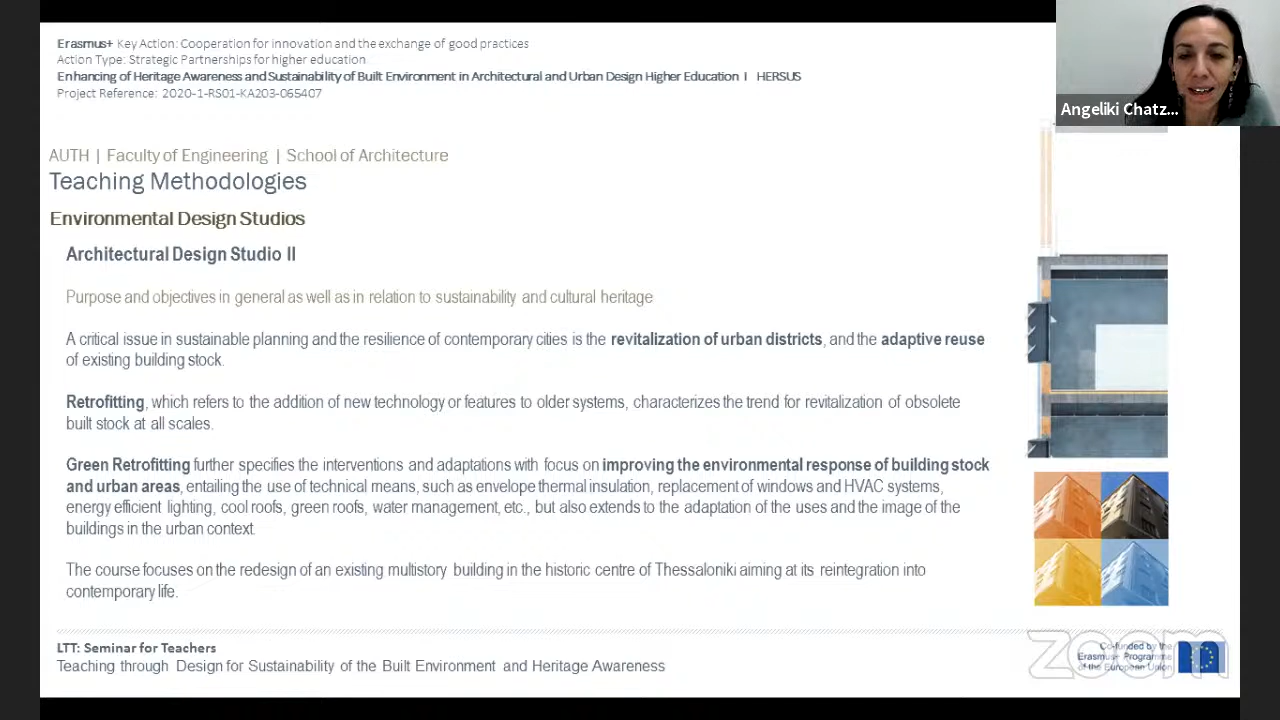 Erasmus+ Key Action: Cooperation for innovation and the exchange of good practices
Action Type: Strategic Partnerships for higher education
Enhancing of Heritage Awareness and Sustainability of Built Environment in Architectural and Urban Design Higher Education I HERSUS
Project Reference: 2020-1-RS01-KA203-065407
Angeliki Chatz...
AUTH | Faculty of Engineering | School of Architecture
Teaching Methodologies
Environmental Design Studios
Architectural Design Studio II
Purpose and objectives in general as well as in relation to sustainability and cultural heritage
A critical issue in sustainable planning and the resilience of contemporary cities is the revitalization of urban districts, and the adaptive reuse
of existing building stock.
Retrofitting, which refers to the addition of new technology or features to older systems, characterizes the trend for revitalization of obsolete
built stock at all scales.
Green Retrofitting further specifies the interventions and adaptations with focus on improving the environmental response of building stock
and urban areas, entailing the use of technical means, such as envelope thermal insulation, replacement of windows and HVAC systems,
energy efficient lighting, cool roofs, green roofs, water management, etc., but also extends to the adaptation of the uses and the image of the
buildings in the urban context.
The course focuses on the redesign of an existing multistory building in the historic centre of Thessaloniki aiming at its reintegration into
contemporary life.
LTT: Seminar for Teachers
Teaching through Design for Sustainability of the Built Environment and Heritage Awareness
Co-funded by the
Erasmus+ Programme
of the European Union
zoom